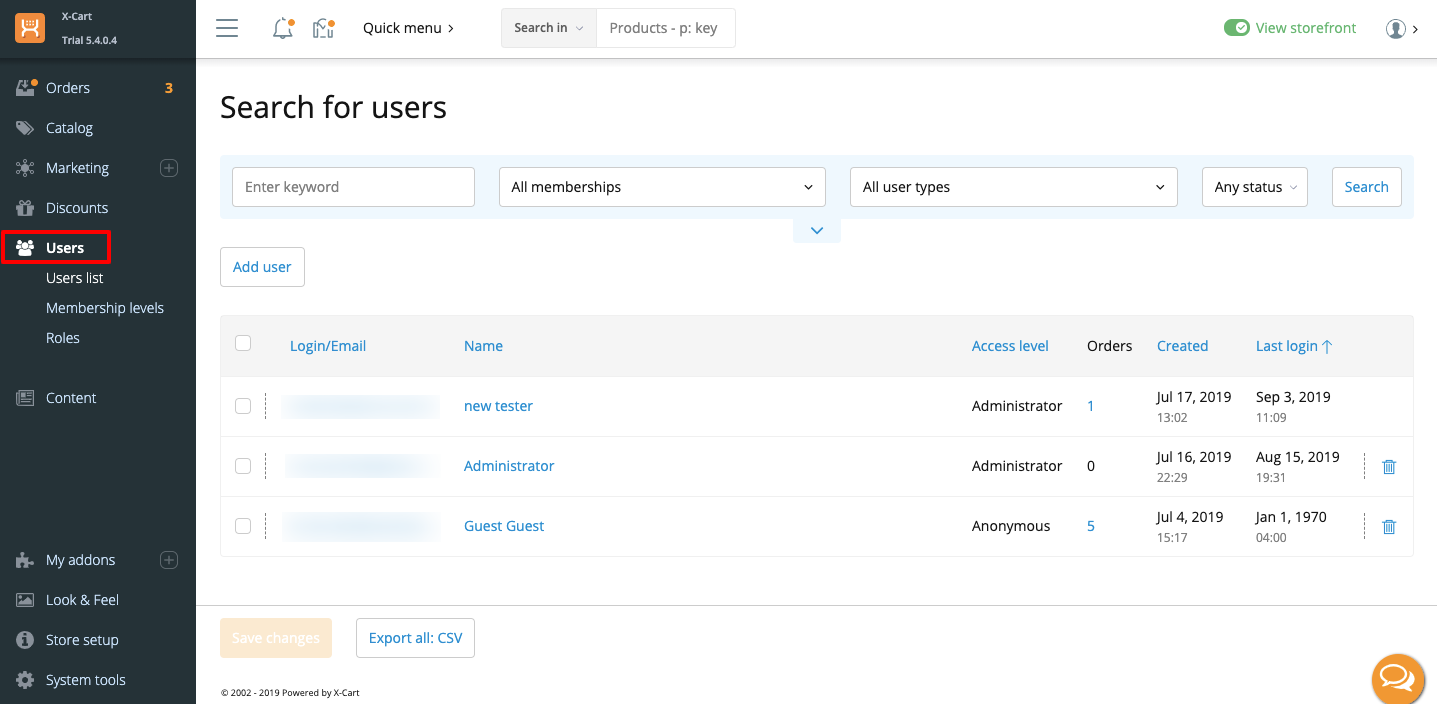 X-Cart
Trial 5.4.0.4
Quick menu
Search in
Products - p: key
View storefront
Orders 3
Catalog
Marketing
Discounts
Users
Users list
Membership levels
Roles
Content
My addons
Look & Feel
Store setup
System tools
Search for users
Enter keyword
All memberships
All user types
Any status
Search
Add user
Login/Email Name Access level Orders Created Last login
new tester Administrator 1 Jul 17, 2019 Sep 3, 2019
13:02 11:09
Administrator Administrator 0 Jul 16, 2019 Aug 15, 2019
22:29 19:31
Guest Guest Anonymous 5 Jul 4, 2019 Jan 1, 1970
15:17 04:00
Save changes
Export all: CSV
© 2002 - 2019 Powered by X-Cart